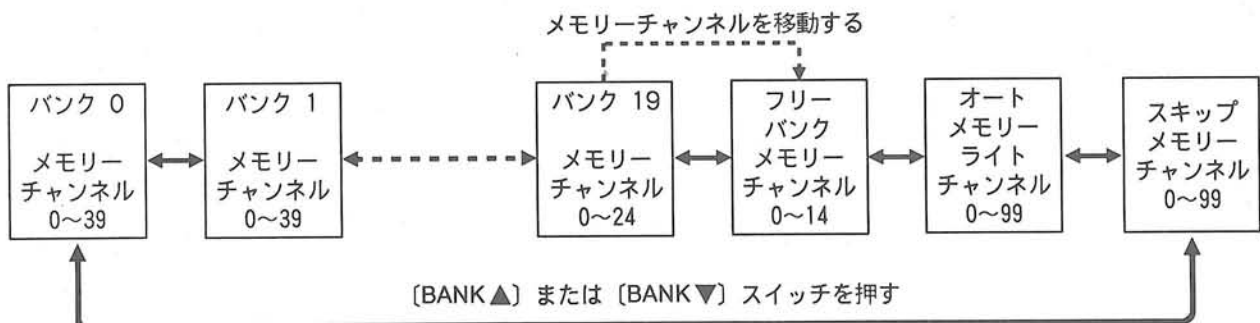 メモリーチャンネルを移動する
バンク 0
メモリー
チャンネル
0〜39
バンク 1
メモリー
チャンネル
0〜39
バンク 19
メモリー
チャンネル
0〜24
フリー
バンク
メモリー
チャンネル
0〜14
オート
メモリー
ライト
チャンネル
0〜99
スキップ
メモリー
チャンネル
0〜99
〔BANK▲〕または〔BANK▼〕スイッチを押す